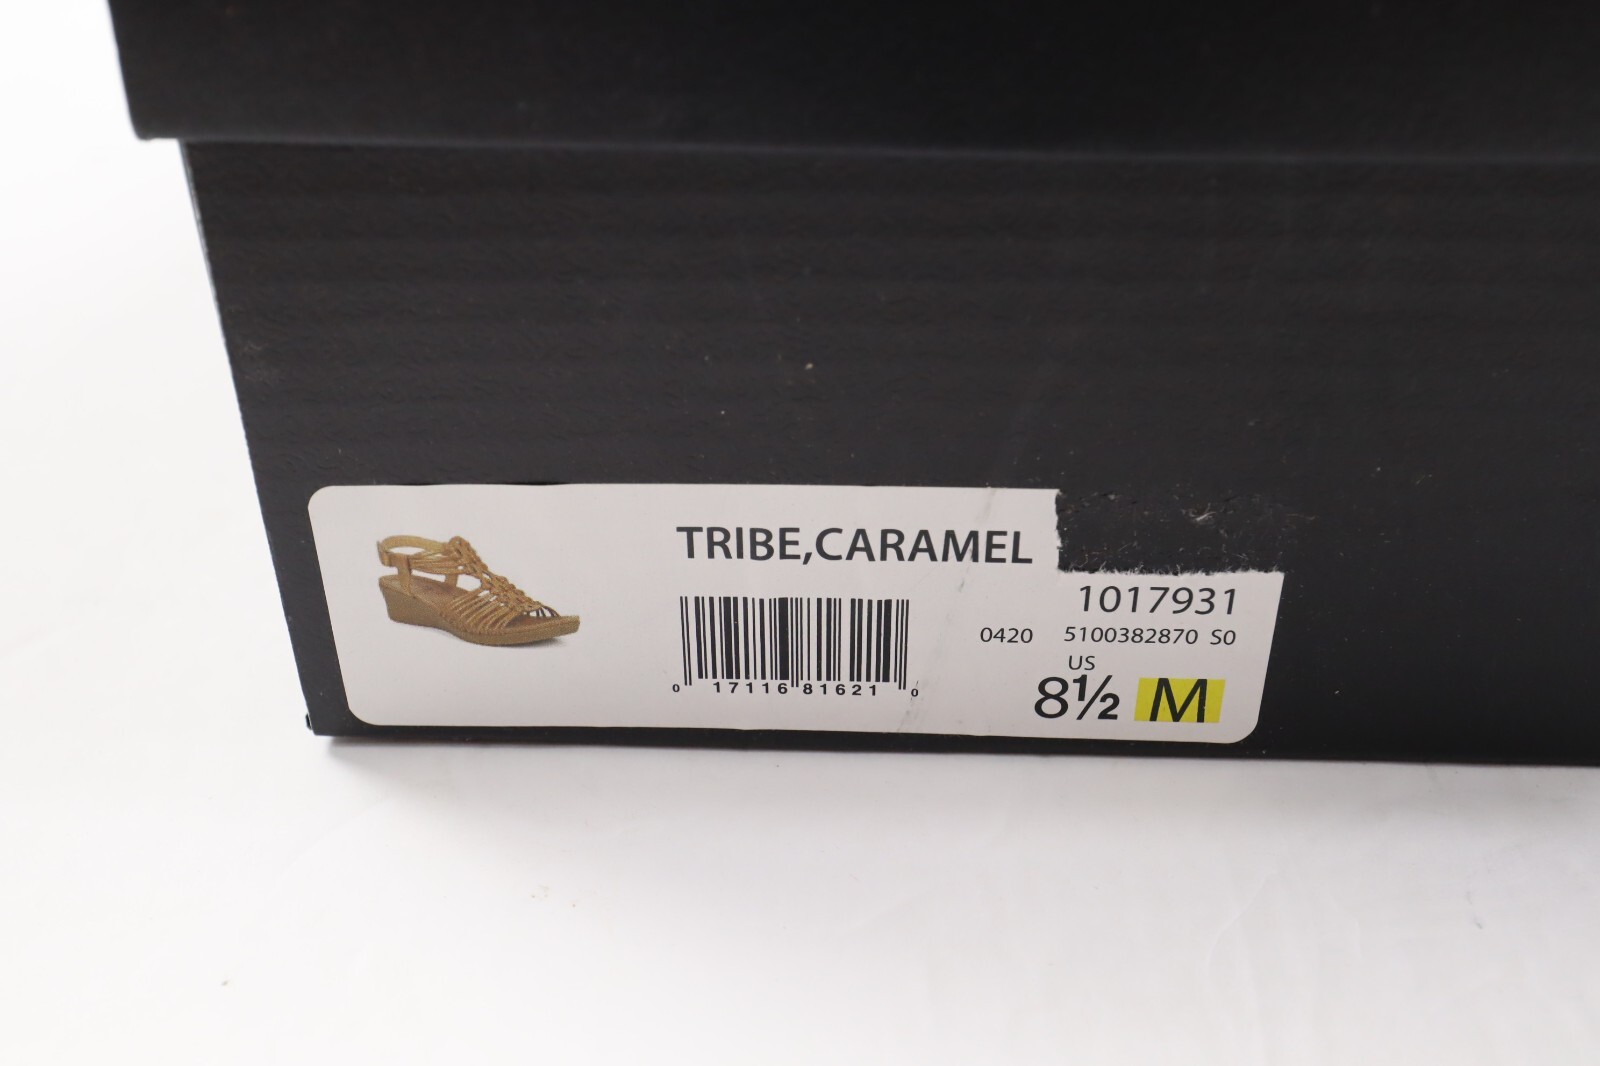 TRIBE,CARAMEL
1017931
0420 5100382870 S0
US
8½ M
0 17116 81621 0